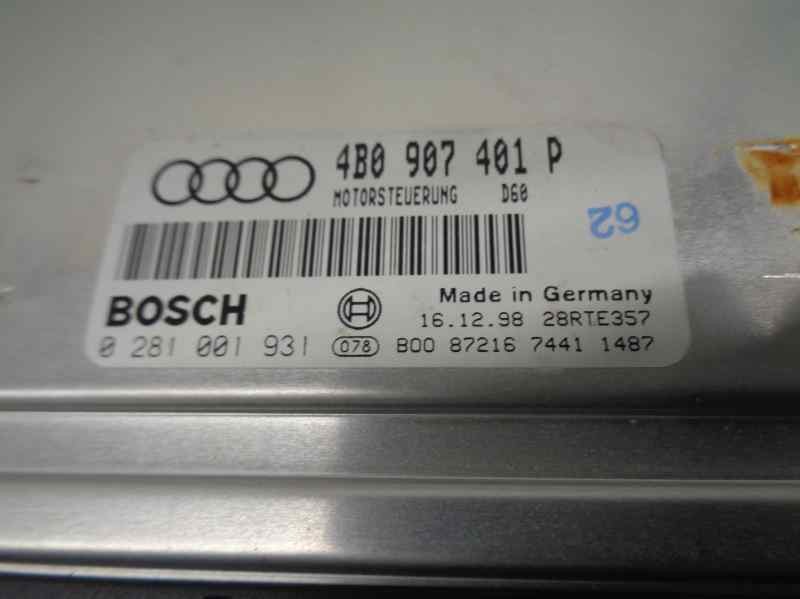 4B0 907 401 P
MOTORSTEUERUNG D60
62
BOSCH
Made in Germany
16.12.98 28RTE357
0 281 001 931 078 B00 87216 7441 1487